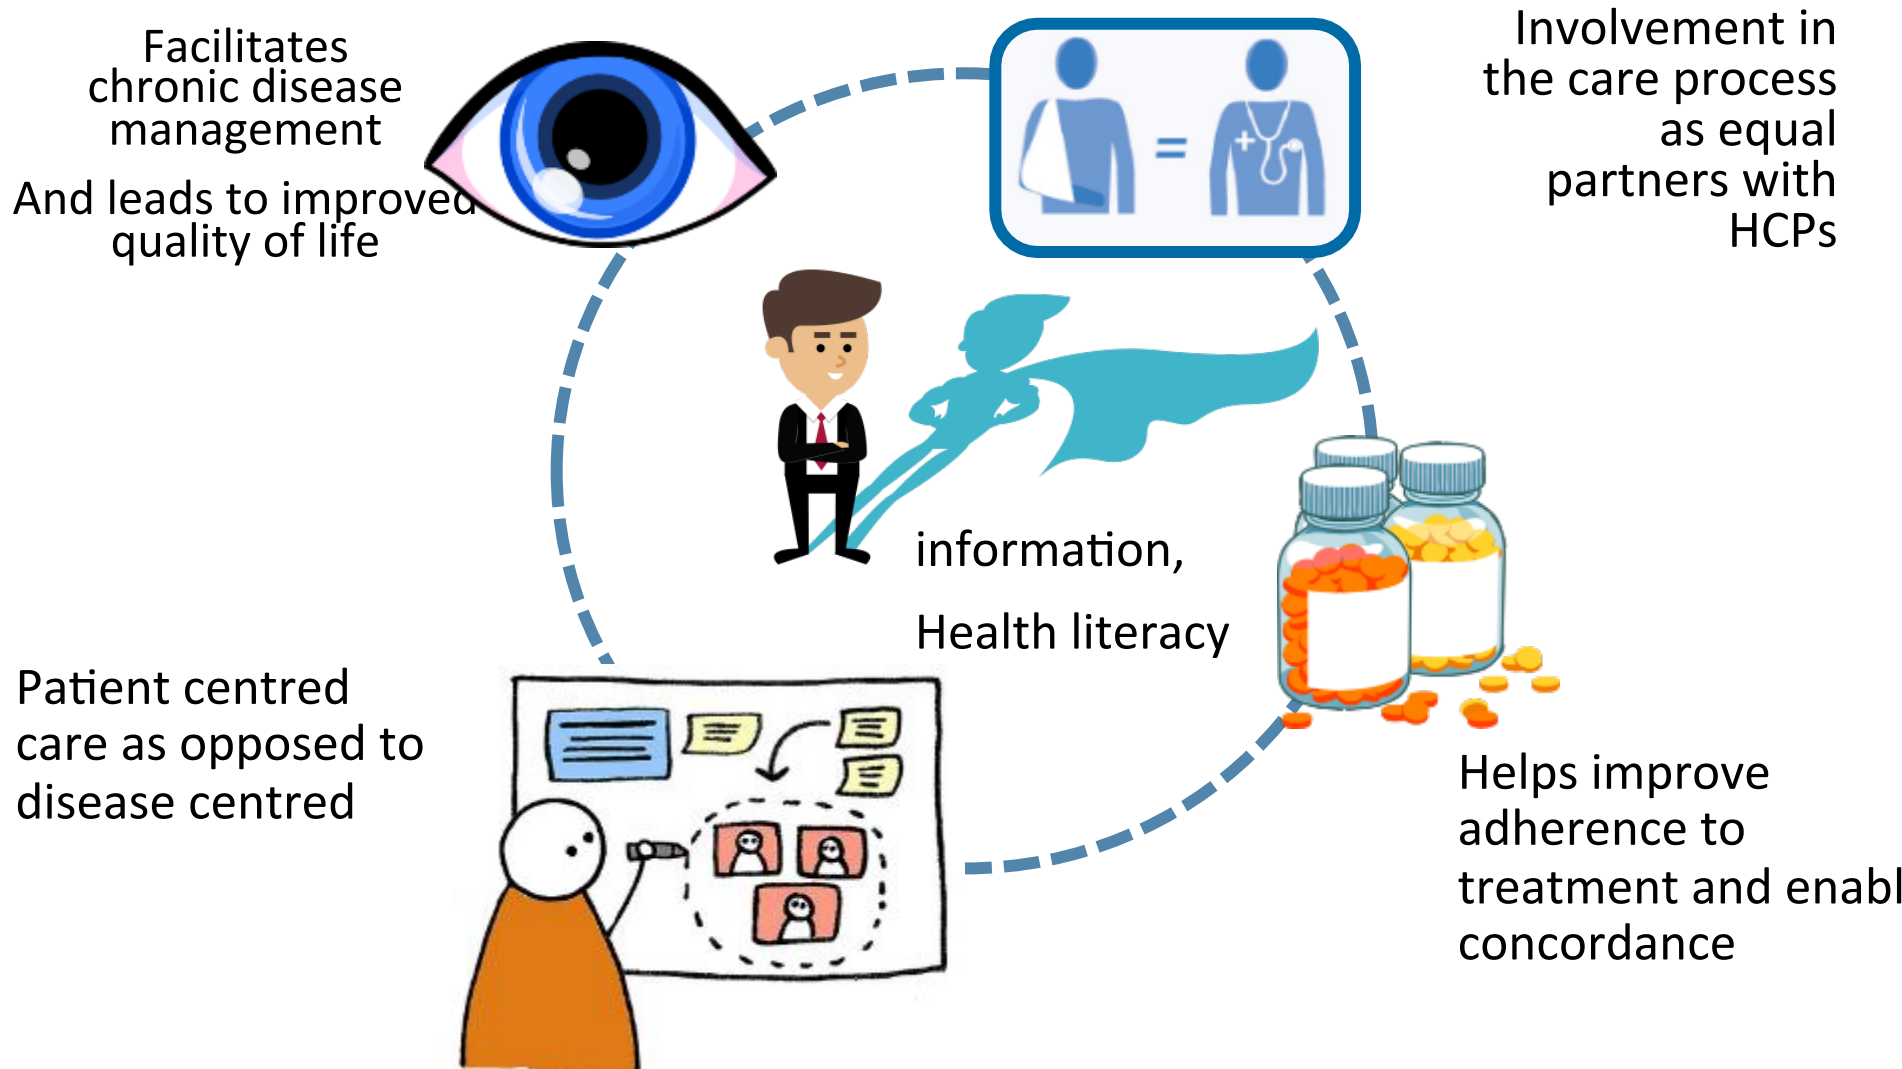 Facilitates
chronic disease
management
And leads to improved
quality of life
Involvement in
the care process
as equal
partners with
HCPs
=
information,
Health literacy
Patient centred
care as opposed to
disease centred
Helps improve
adherence to
treatment and enabl
concordance